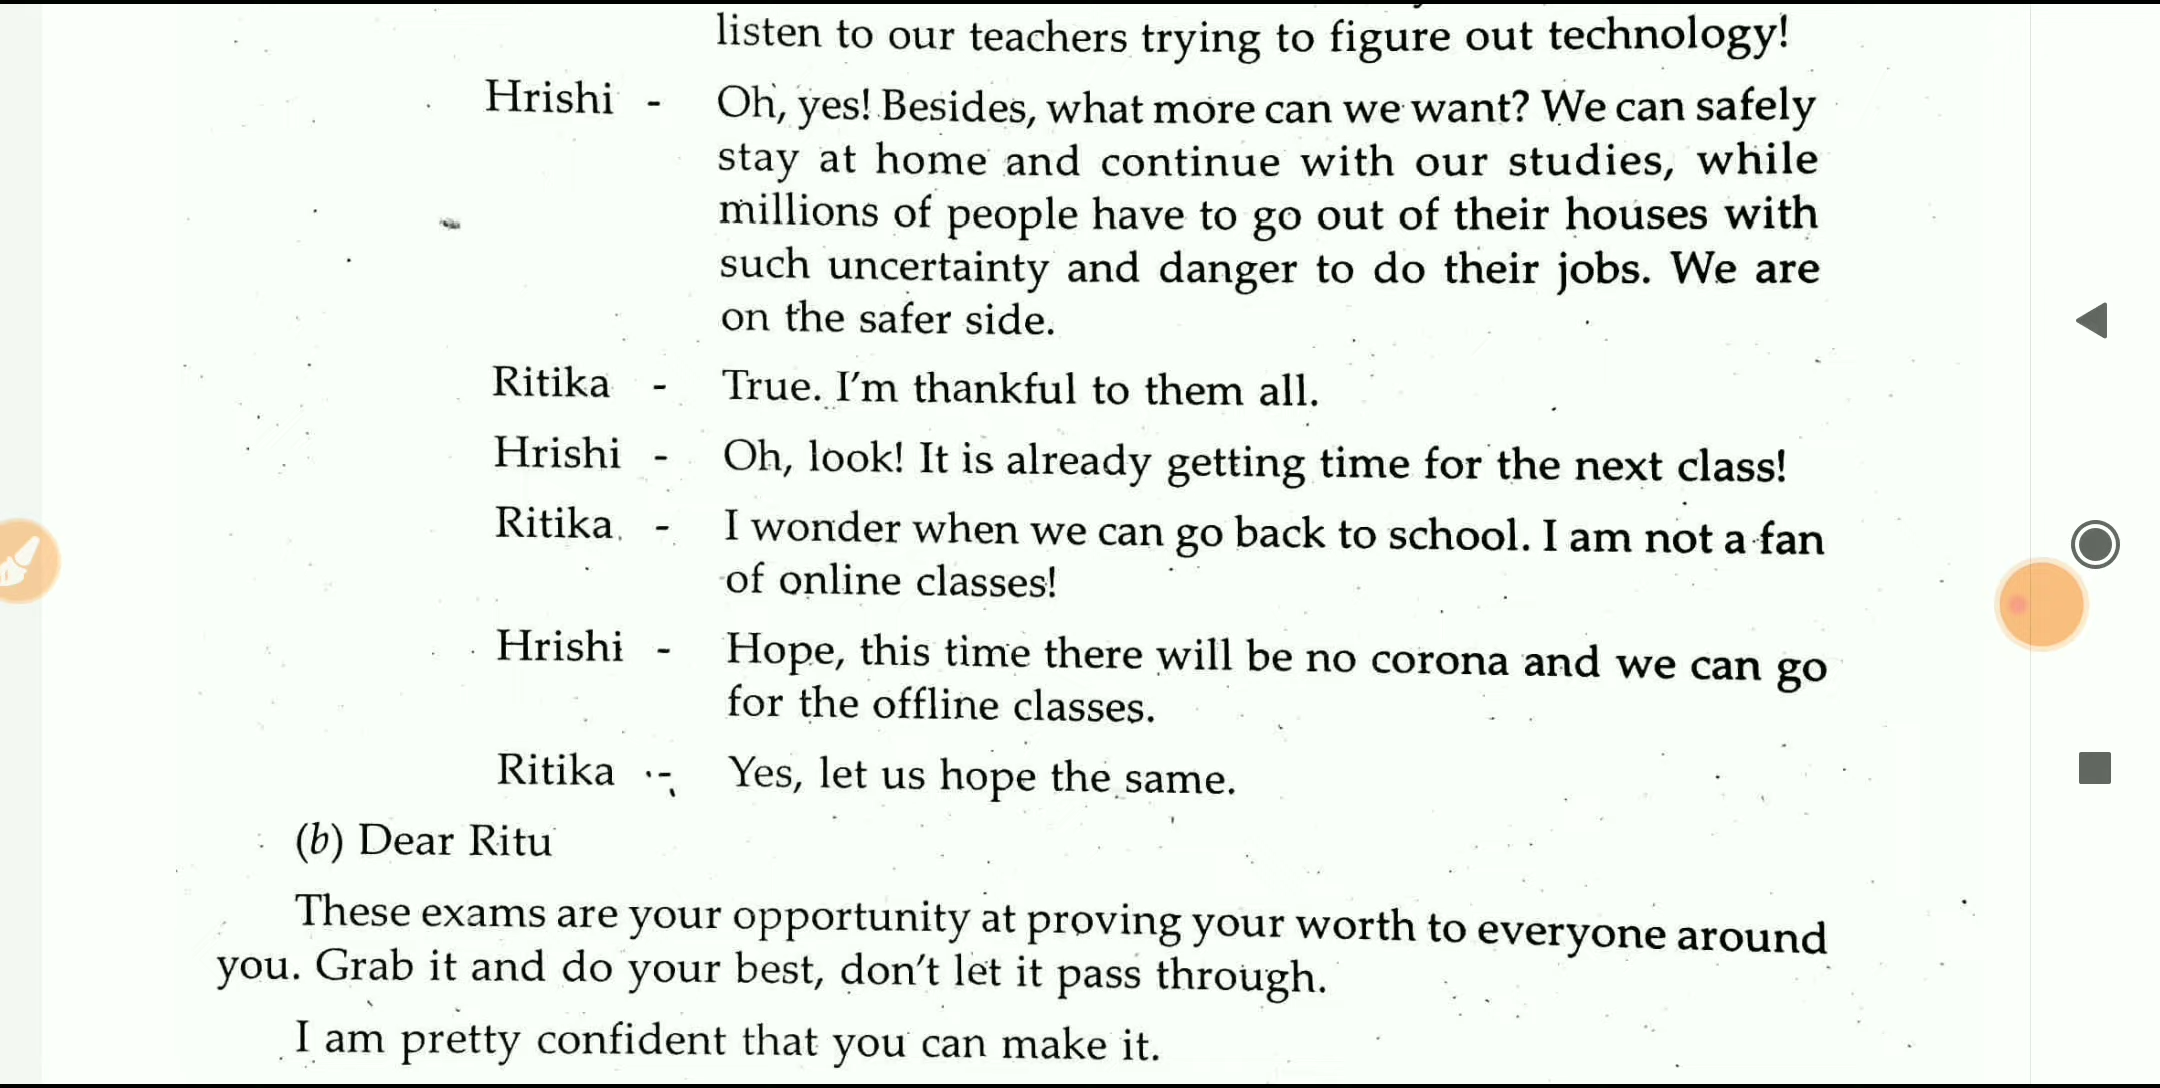 listen to our teachers trying to figure out technology!
Hrishi - Oh, yes! Besides, what more can we want? We can safely
stay at home and continue with our studies, while
millions of people have to go out of their houses with
such uncertainty and danger to do their jobs. We are
on the safer side.
Ritika - True. I'm thankful to them all.
Hrishi - Oh, look! It is already getting time for the next class!
Ritika - I wonder when we can go back to school. I am not a fan
of online classes!
Hrishi - Hope, this time there will be no corona and we can go
for the offline classes.
Ritika - Yes, let us hope the same.
(b) Dear Ritu
These exams are your opportunity at proving your worth to everyone around
you. Grab it and do your best, don't let it pass through.
I am pretty confident that you can make it.